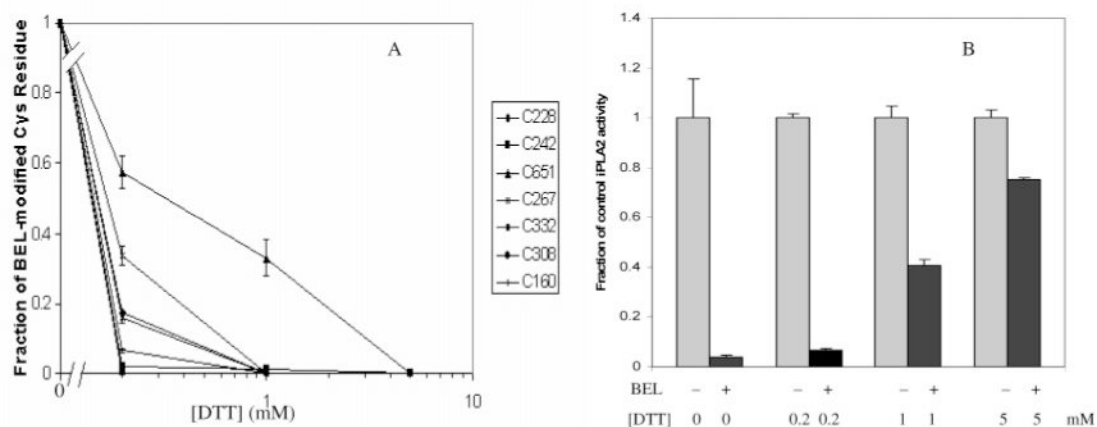 A
Fraction of BEL-modified Cys Residue
1
0.8
0.6
0.4
0.2
0
0 1 10
[DTT] (mM)
C228
C242
C651
C267
C332
C308
C160
B
Fraction of control iPLA2 activity
1.4
1.2
1
0.8
0.6
0.4
0.2
0
BEL – + – + – + – +
[DTT] 0 0 0.2 0.2 1 1 5 5 mM